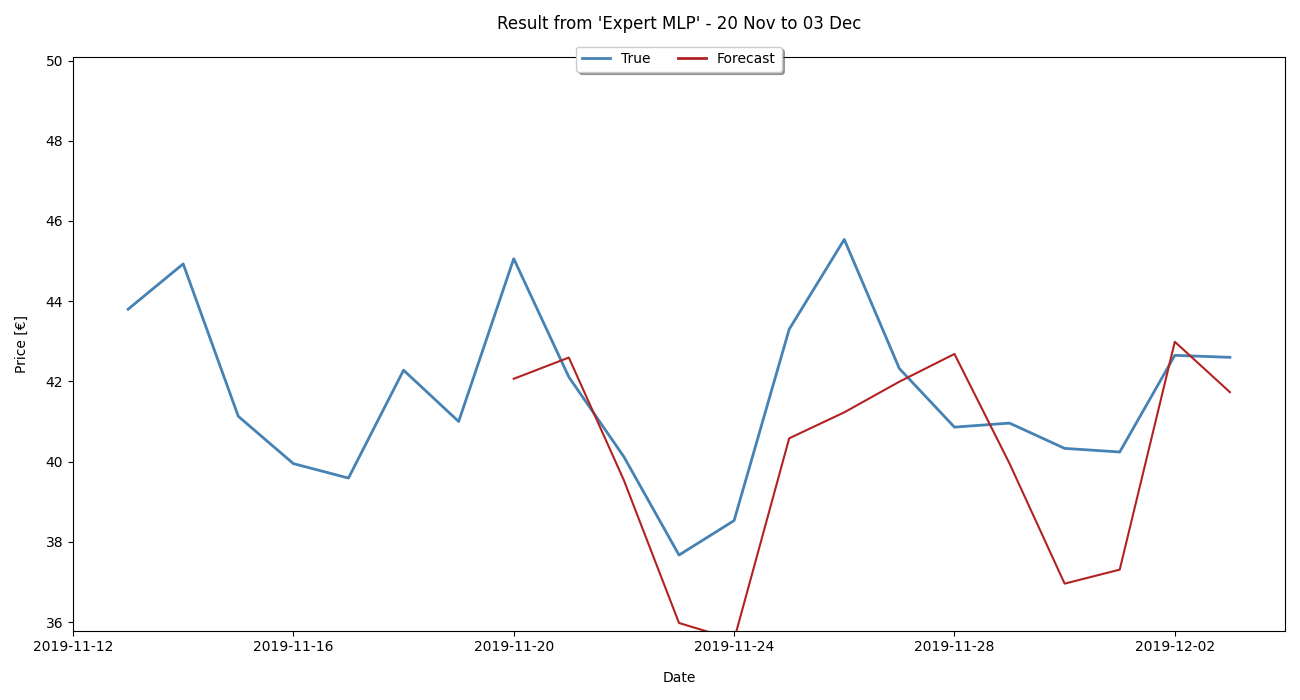 Result from 'Expert MLP' - 20 Nov to 03 Dec
True Forecast
50
48
46
44
42
40
38
36
Price [€]
2019-11-12 2019-11-16 2019-11-20 2019-11-24 2019-11-28 2019-12-02
Date